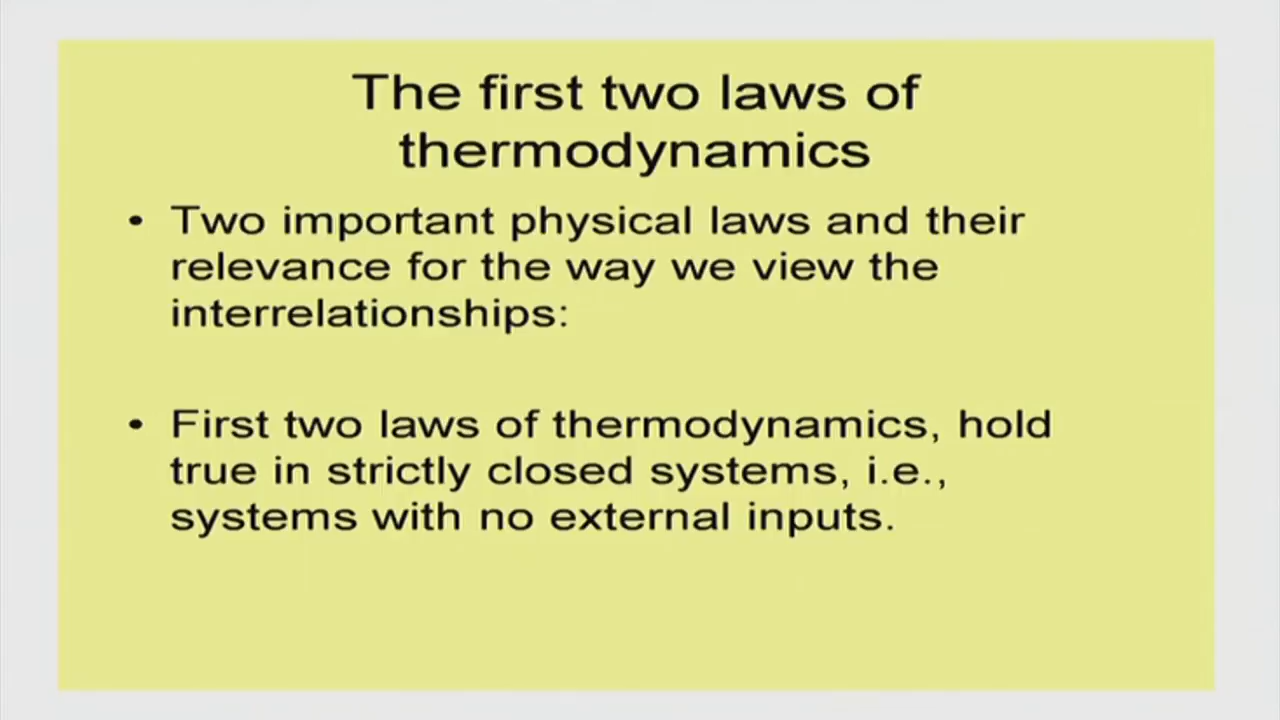 The first two laws of
thermodynamics
• Two important physical laws and their
relevance for the way we view the
interrelationships:
• First two laws of thermodynamics, hold
true in strictly closed systems, i.e.,
systems with no external inputs.